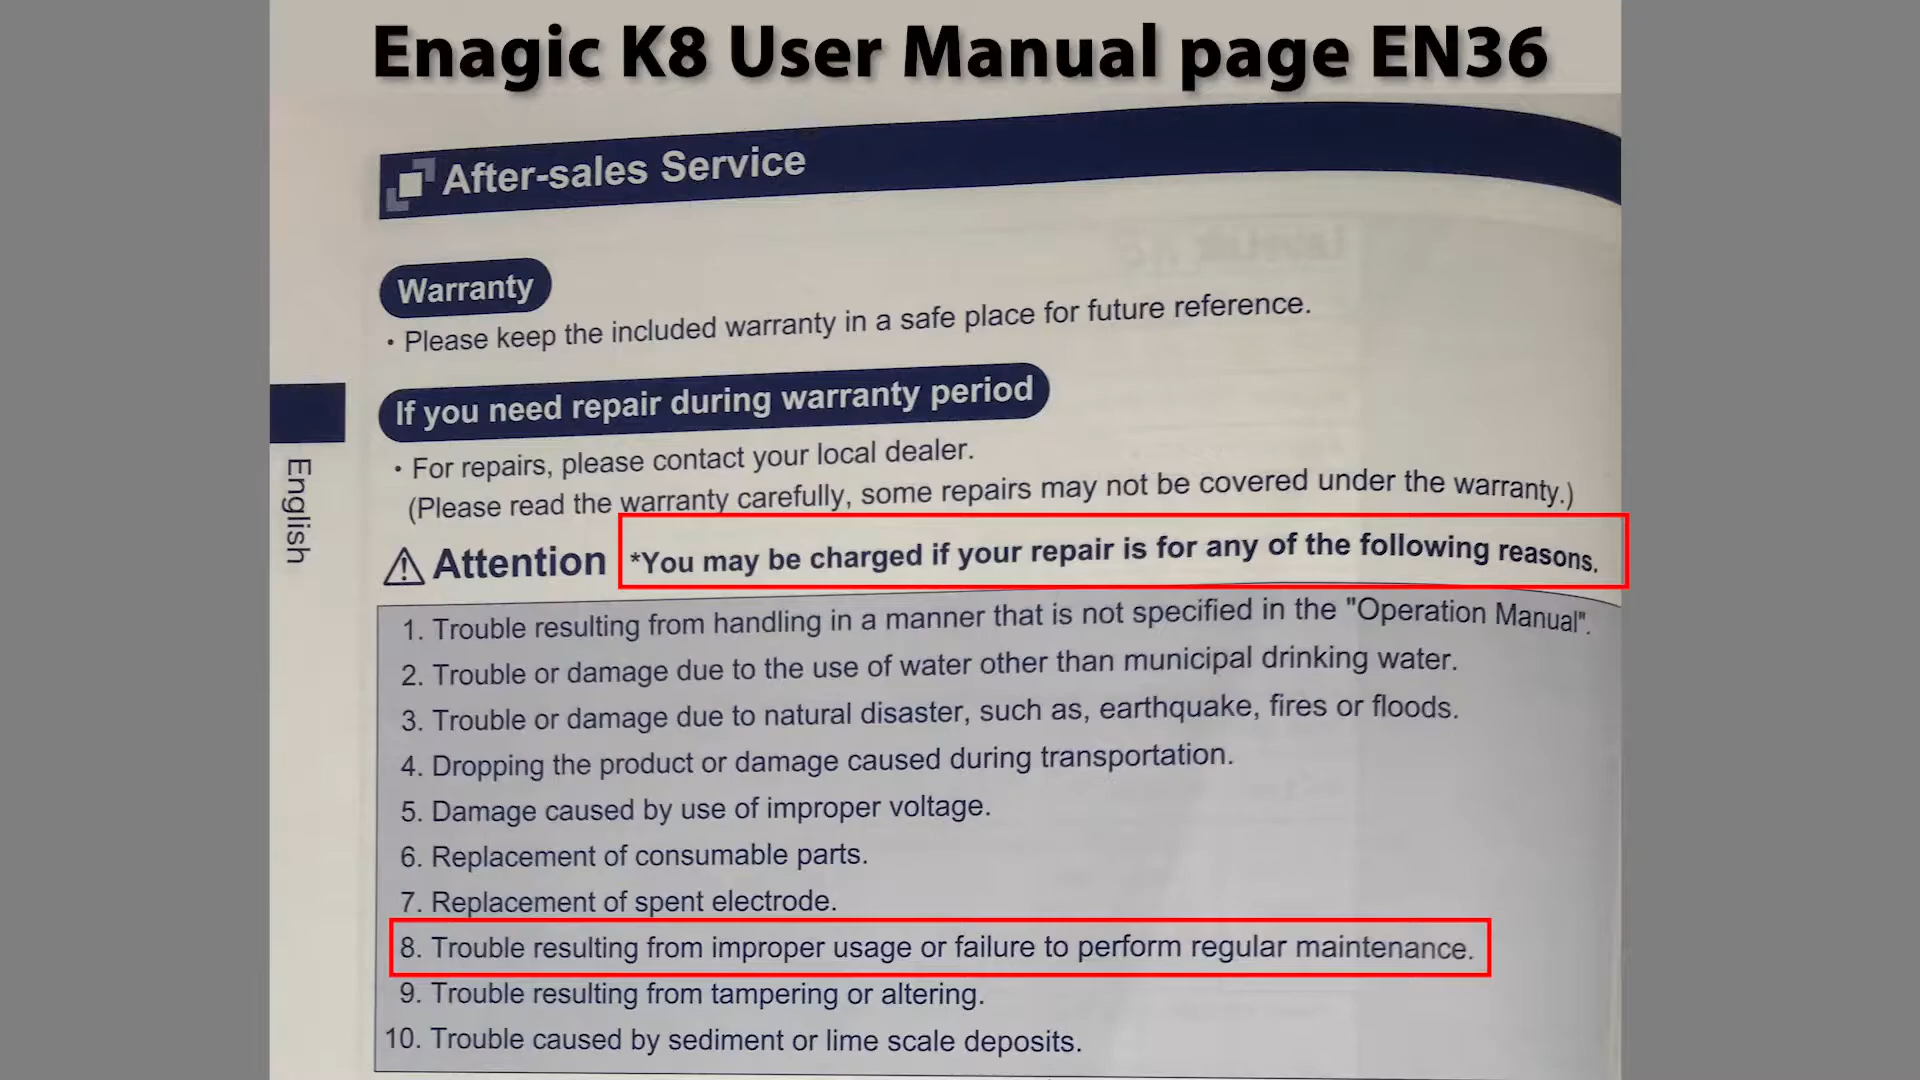 Enagic K8 User Manual page EN36
After-sales Service
Warranty
・Please keep the included warranty in a safe place for future reference.
If you need repair during warranty period
・For repairs, please contact your local dealer.
(Please read the warranty carefully, some repairs may not be covered under the warranty.)
Attention *You may be charged if your repair is for any of the following reasons.
1. Trouble resulting from handling in a manner that is not specified in the "Operation Manual".
2. Trouble or damage due to the use of water other than municipal drinking water.
3. Trouble or damage due to natural disaster, such as, earthquake, fires or floods.
4. Dropping the product or damage caused during transportation.
5. Damage caused by use of improper voltage.
6. Replacement of consumable parts.
7. Replacement of spent electrode.
8. Trouble resulting from improper usage or failure to perform regular maintenance.
9. Trouble resulting from tampering or altering.
10. Trouble caused by sediment or lime scale deposits.
English